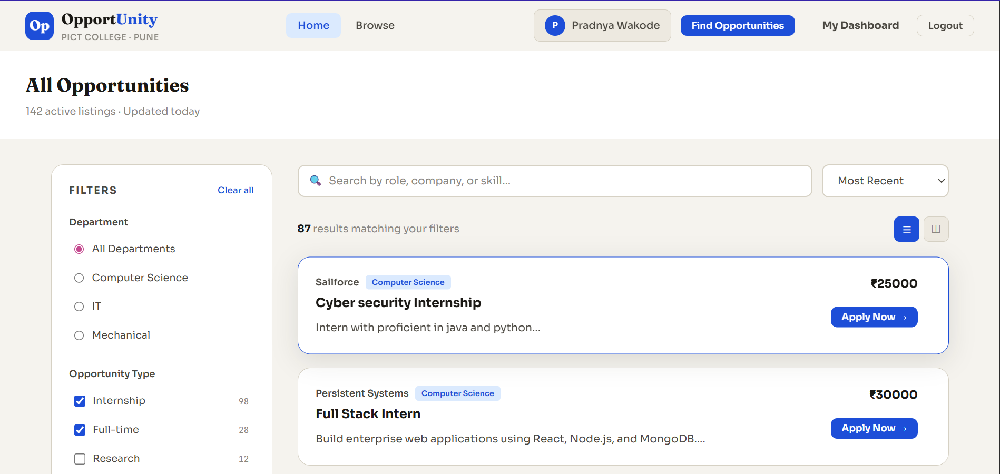 Op
OpportUnity
PICT COLLEGE · PUNE
Home
Browse
P
Pradnya Wakode
Find Opportunities
My Dashboard
Logout
All Opportunities
142 active listings · Updated today
FILTERS
Clear all
Department
All Departments
Computer Science
IT
Mechanical
Opportunity Type
Internship 98
Full-time 28
Research 12
Search by role, company, or skill...
Most Recent
87 results matching your filters
Sailforce Computer Science
₹25000
Cyber security Internship
Apply Now →
Intern with proficient in java and python...
Persistent Systems Computer Science
₹30000
Full Stack Intern
Apply Now →
Build enterprise web applications using React, Node.js, and MongoDB....